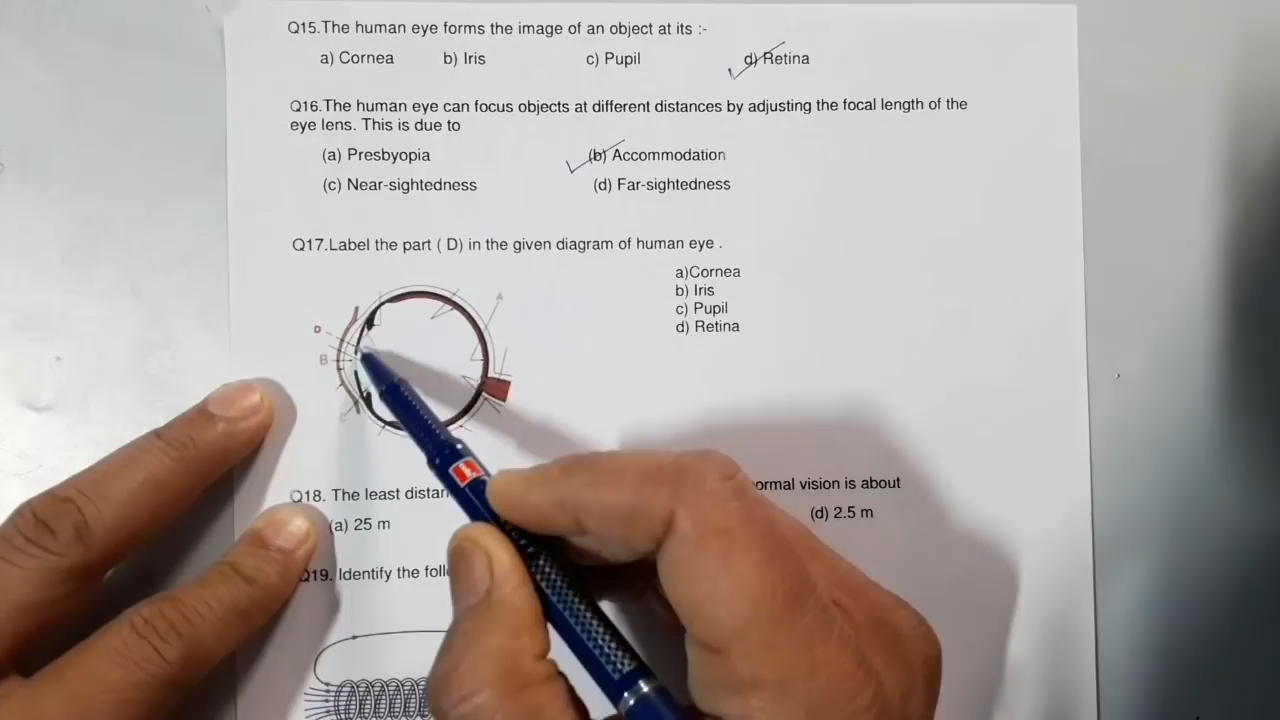 Q15.The human eye forms the image of an object at its :-
a) Cornea b) Iris c) Pupil d) Retina
Q16.The human eye can focus objects at different distances by adjusting the focal length of the
eye lens. This is due to
(a) Presbyopia (b) Accommodation
(c) Near-sightedness (d) Far-sightedness
Q17.Label the part ( D) in the given diagram of human eye .
a)Cornea
b) Iris
c) Pupil
d) Retina
A
D
B
C
Q18. The least distan ormal vision is about
(a) 25 m (d) 2.5 m
Q19. Identify the foll